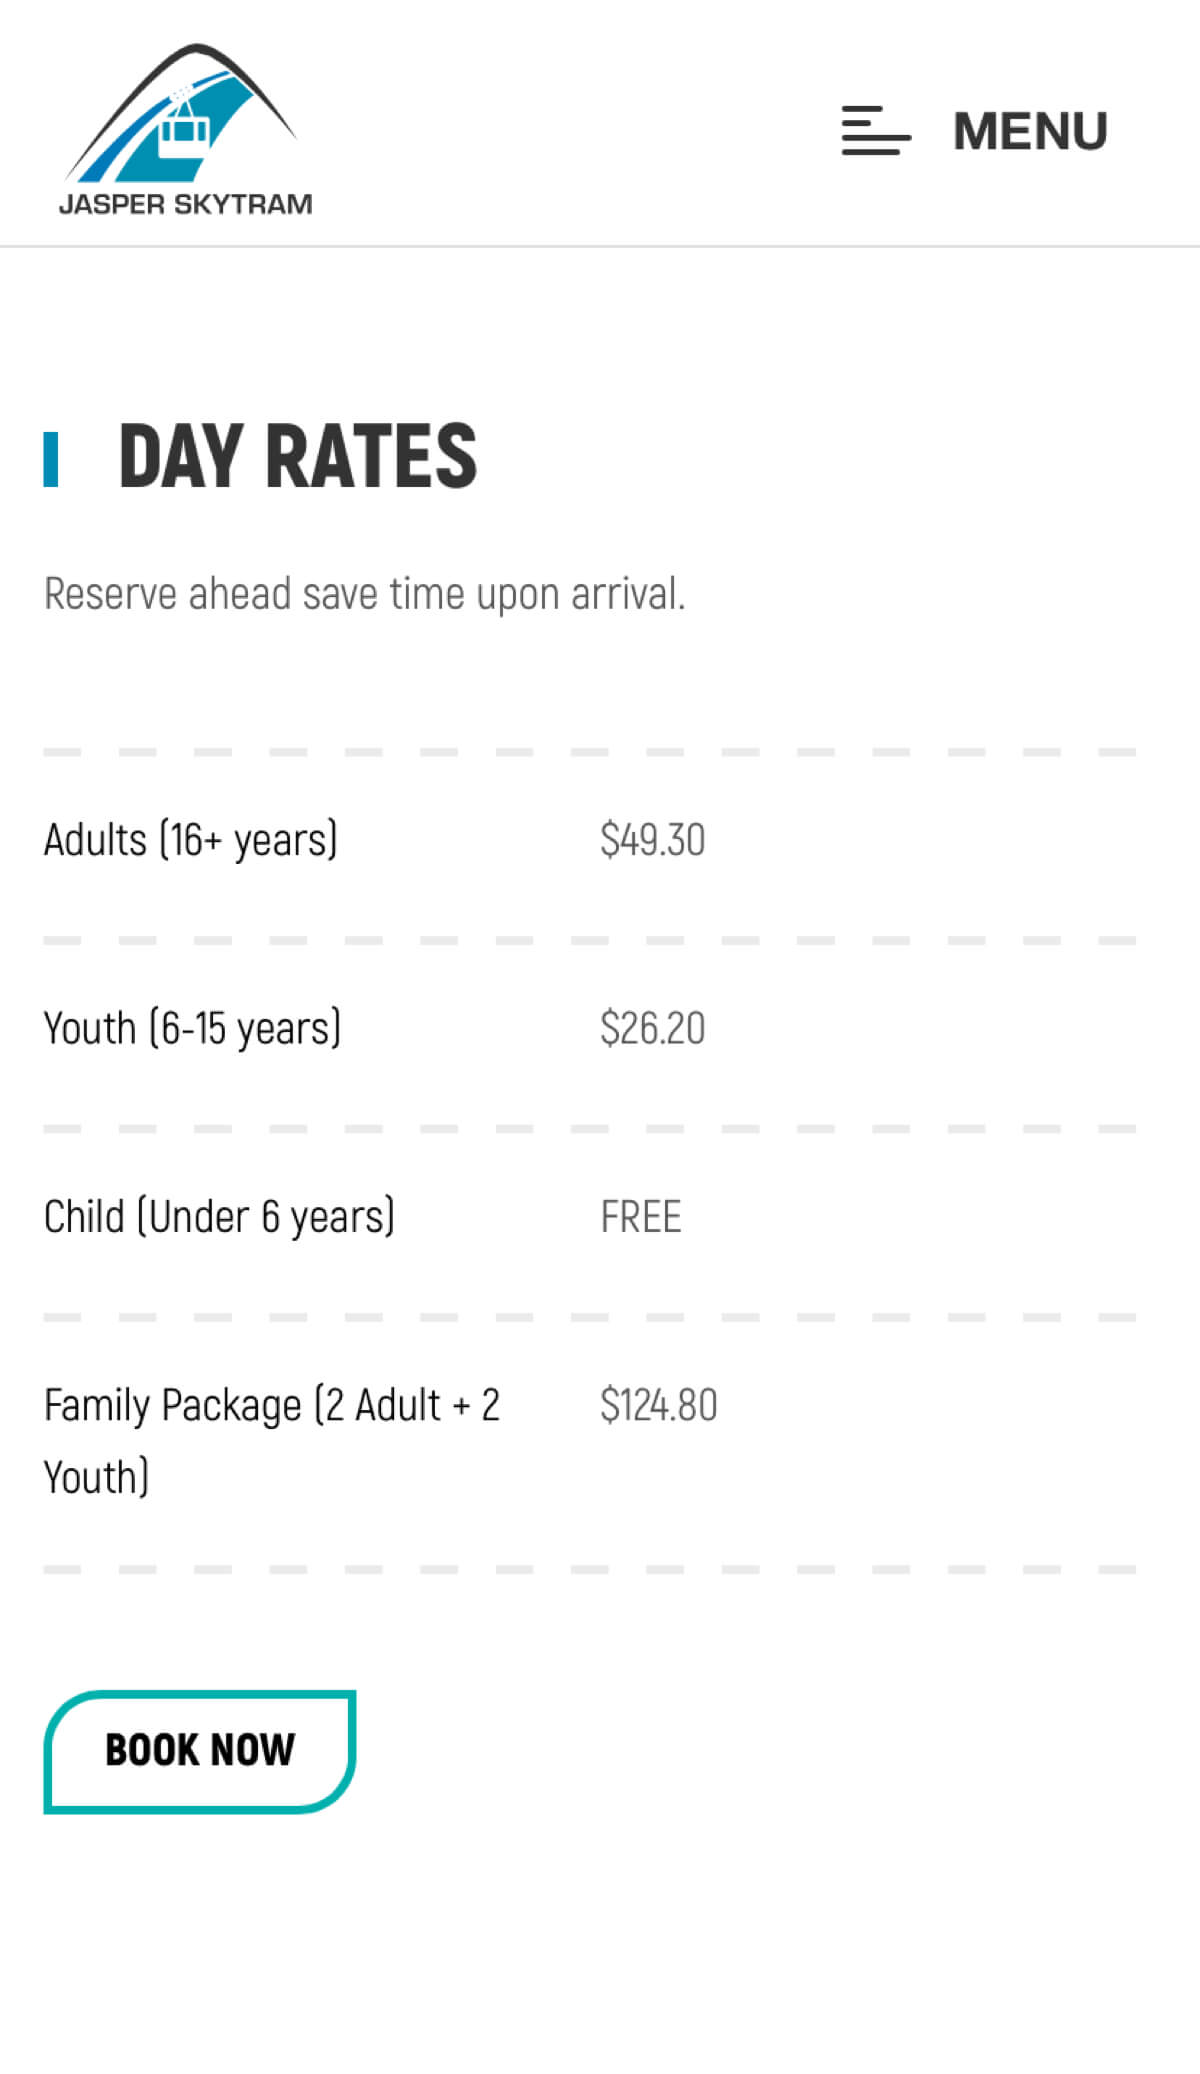 JASPER SKYTRAM
MENU
DAY RATES
Reserve ahead save time upon arrival.
Adults (16+ years) $49.30
Youth (6-15 years) $26.20
Child (Under 6 years) FREE
Family Package (2 Adult + 2 $124.80
Youth)
BOOK NOW